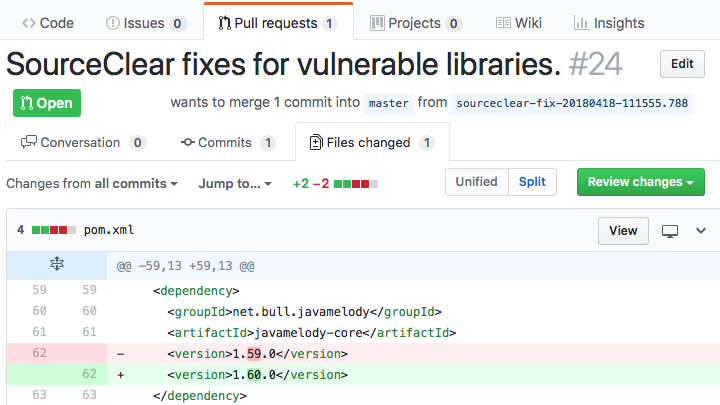 Code Issues 0 Pull requests 1 Projects 0 Wiki Insights
SourceClear fixes for vulnerable libraries. #24 Edit
Open wants to merge 1 commit into master from sourceclear-fix-20180418-111555.788
Conversation 0 Commits 1 Files changed 1
Changes from all commits Jump to... +2 −2 Unified Split Review changes
4 pom.xml View
@@ -59,13 +59,13 @@
59 59 <dependency>
60 60 <groupId>net.bull.javamelody</groupId>
61 61 <artifactId>javamelody-core</artifactId>
62 - <version>1.59.0</version>
62 + <version>1.60.0</version>
63 63 </dependency>